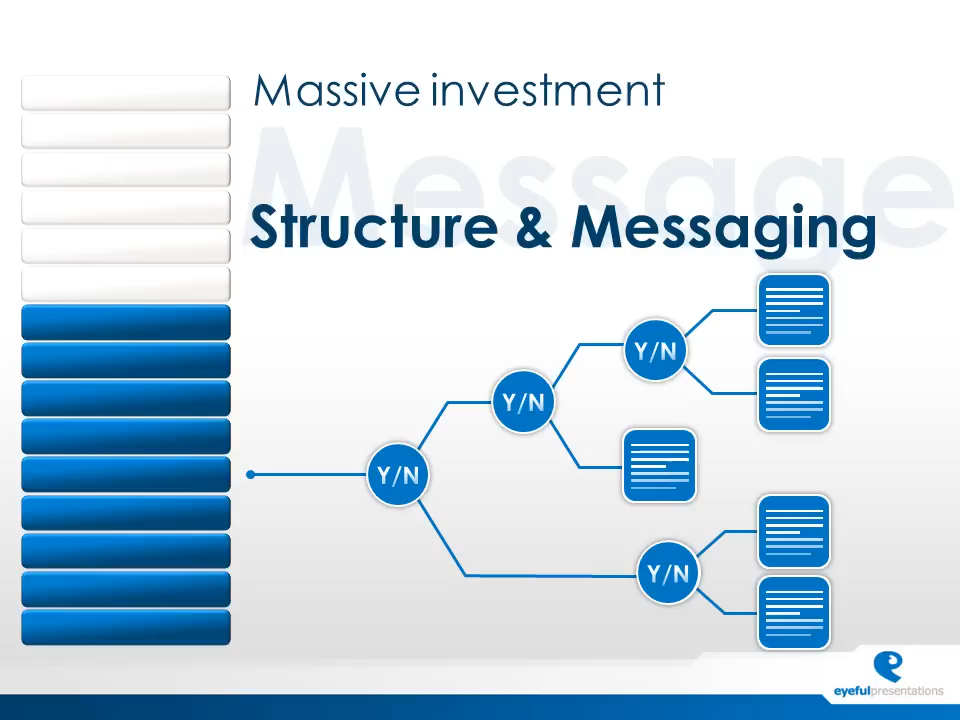 Massive investment
Message
Structure & Messaging
Y/N
Y/N
Y/N
Y/N
eyefulpresentations